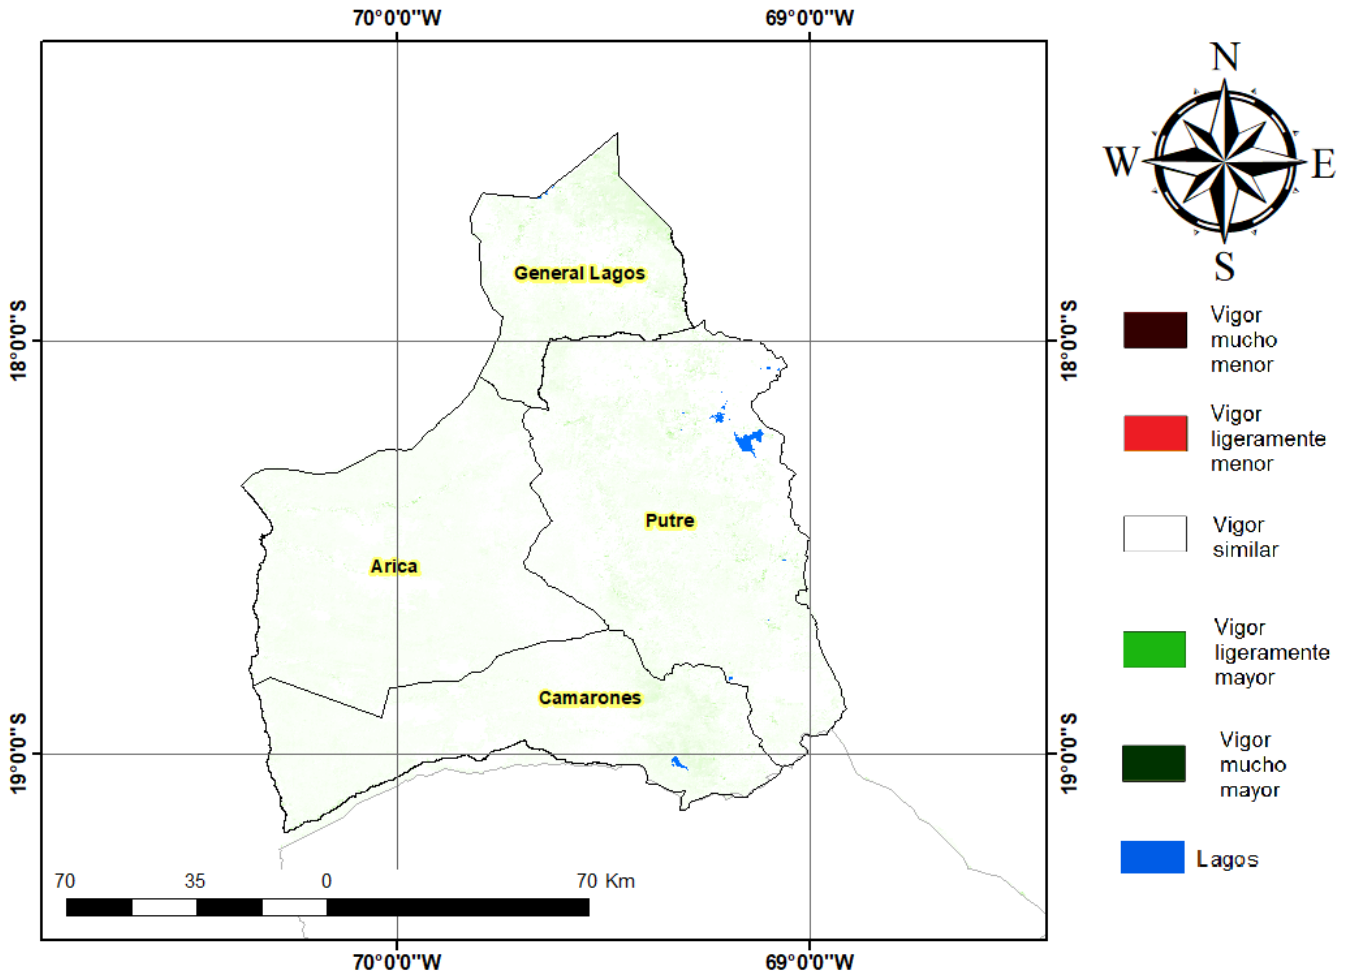 70°0'0"W
69°0'0"W
N
W
E
S
18°0'0"S
18°0'0"S
General Lagos
Putre
Arica
Camarones
19°0'0"S
19°0'0"S
Vigor
mucho
menor
Vigor
ligeramente
menor
Vigor
similar
Vigor
ligeramente
mayor
Vigor
mucho
mayor
Lagos
70
35
0
70 Km
70°0'0"W
69°0'0"W